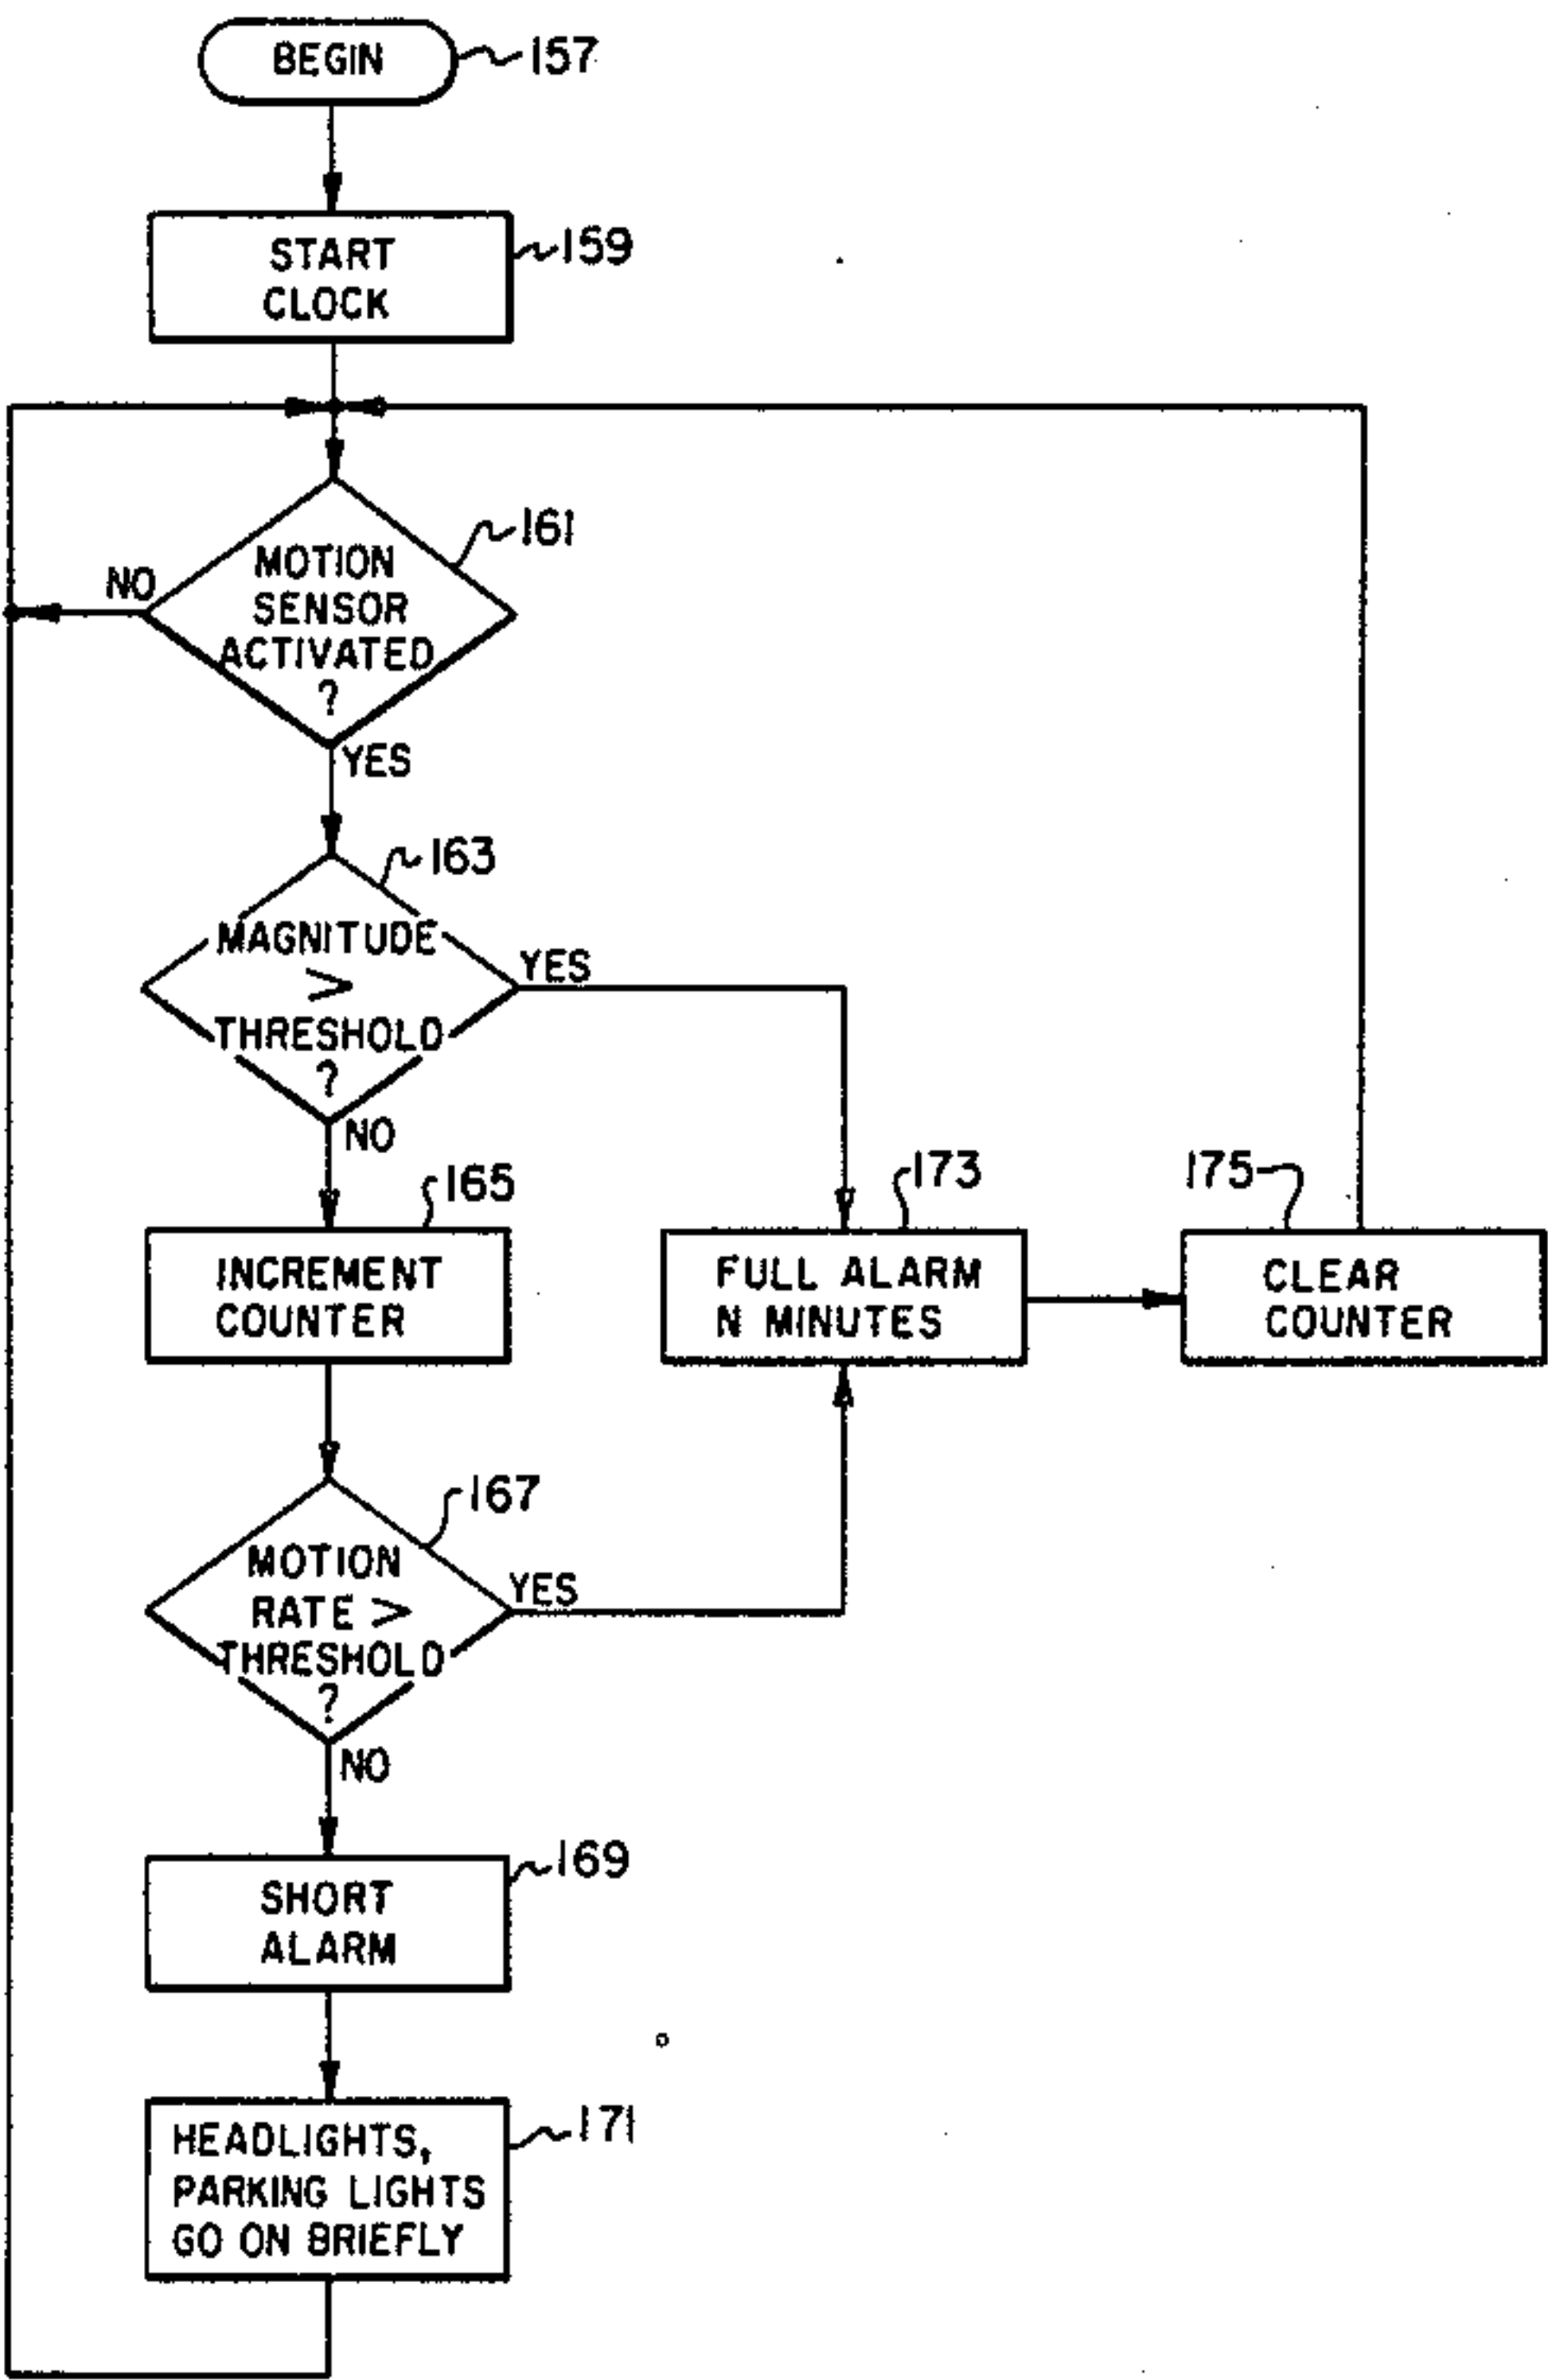 BEGIN
157
START
CLOCK
159
MOTION
SENSOR
ACTIVATED
?
161
NO
YES
MAGNITUDE
>
THRESHOLD
?
163
YES
NO
INCREMENT
COUNTER
165
FULL ALARM
N MINUTES
173
CLEAR
COUNTER
175
MOTION
RATE >
THRESHOLD
?
167
YES
NO
SHORT
ALARM
169
HEADLIGHTS,
PARKING LIGHTS
GO ON BRIEFLY
171